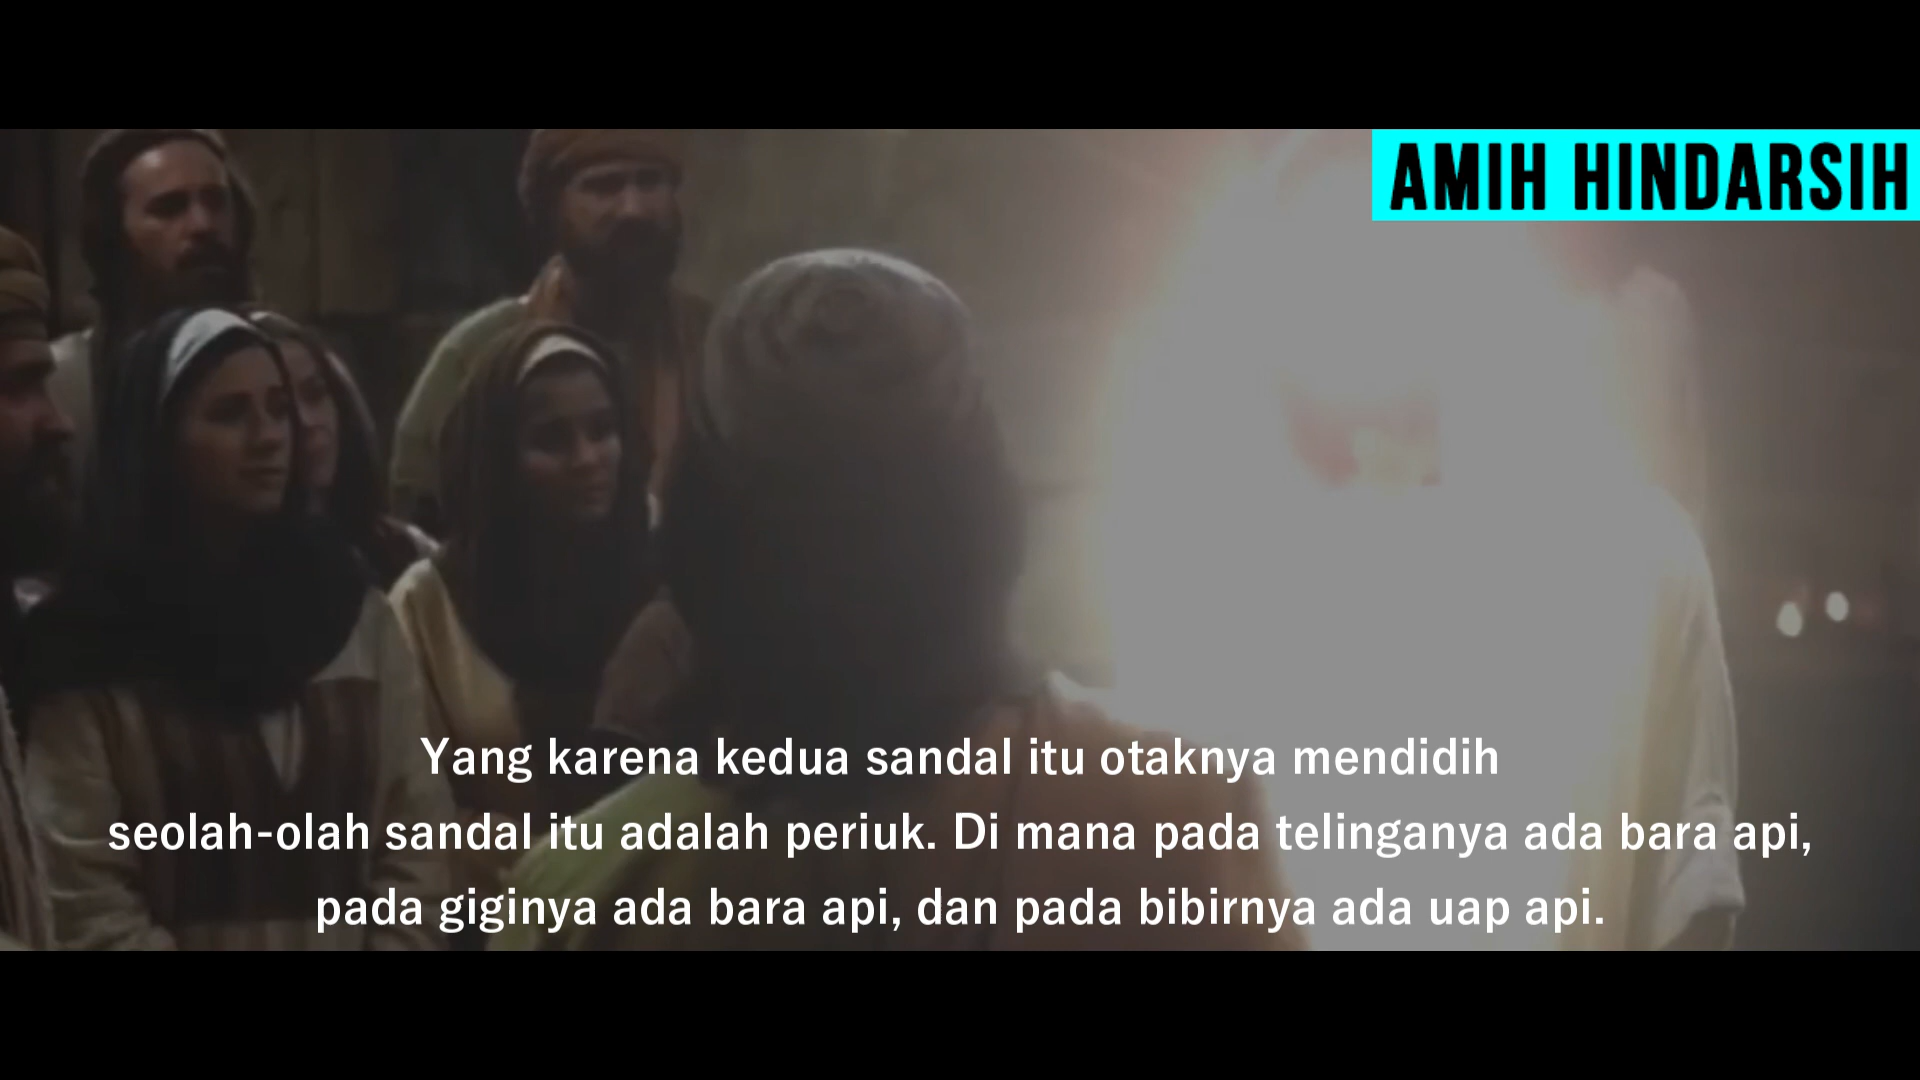 AMIH HINDARSIH
Yang karena kedua sandal itu otaknya mendidih
seolah-olah sandal itu adalah periuk. Di mana pada telinganya ada bara api,
pada giginya ada bara api, dan pada bibirnya ada uap api.